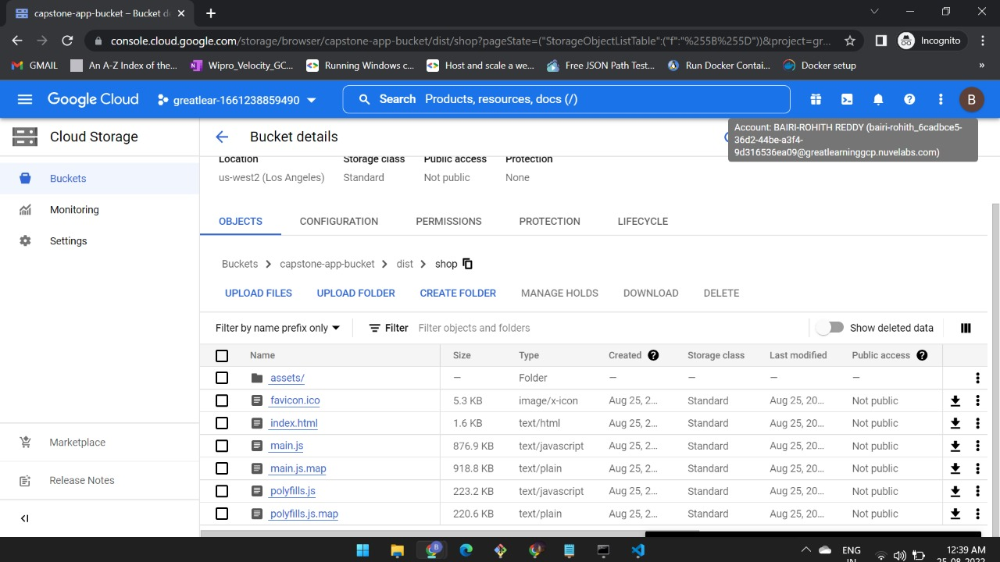 capstone-app-bucket – Bucket d
console.cloud.google.com/storage/browser/capstone-app-bucket/dist/shop?pageState=("StorageObjectListTable":("f":"%255B%255D"))&project=gr...
Incognito
GMAIL
An A-Z Index of the...
Wipro_Velocity_GC...
Running Windows c...
Host and scale a we...
Free JSON Path Test...
Run Docker Contai...
Docker setup
»
Google Cloud
greatlear-1661238859490
Search Products, resources, docs (/)
B
Cloud Storage
Bucket details
Account: BAIRI-ROHITH REDDY (bairi-rohith_6cadbce5-
36d2-44be-a3f4-
9d316536ea09@greatlearninggcp.nuvelabs.com)
Buckets
Monitoring
Settings
Marketplace
Release Notes
Location Storage class Public access Protection
us-west2 (Los Angeles) Standard Not public None
OBJECTS CONFIGURATION PERMISSIONS PROTECTION LIFECYCLE
Buckets > capstone-app-bucket > dist > shop
UPLOAD FILES UPLOAD FOLDER CREATE FOLDER MANAGE HOLDS DOWNLOAD DELETE
Filter by name prefix only Filter Filter objects and folders Show deleted data
Name Size Type Created Storage class Last modified Public access
assets/ — Folder — — — —
favicon.ico 5.3 KB image/x-icon Aug 25, 2... Standard Aug 25, 20... Not public
index.html 1.6 KB text/html Aug 25, 2... Standard Aug 25, 20... Not public
main.js 876.9 KB text/javascript Aug 25, 2... Standard Aug 25, 20... Not public
main.js.map 918.8 KB text/plain Aug 25, 2... Standard Aug 25, 20... Not public
polyfills.js 223.2 KB text/javascript Aug 25, 2... Standard Aug 25, 20... Not public
polyfills.js.map 220.6 KB text/plain Aug 25, 2... Standard Aug 25, 20... Not public
ENG
IN
12:39 AM
25-08-2022